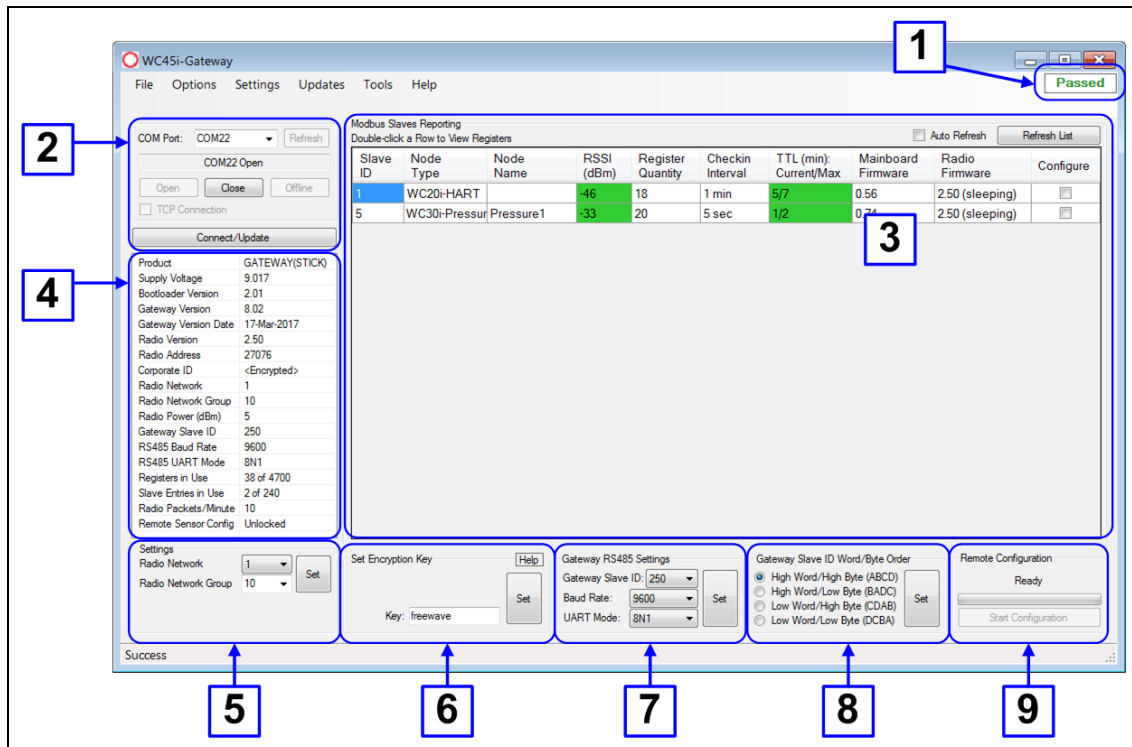 1
WC45i-Gateway
File Options Settings Updates Tools Help
Passed
2
COM Port: COM22 Refresh
COM22 Open
Open Close Offline
TCP Connection
Connect/Update
Modbus Slaves Reporting
Double-click a Row to View Registers
Auto Refresh Refresh List
Slave ID Node Type Node Name RSSI (dBm) Register Quantity Checkin Interval TTL (min): Current/Max Mainboard Firmware Radio Firmware Configure
1 WC20i-HART -46 18 1 min 5/7 0.56 2.50 (sleeping)
5 WC30i-Pressur Pressure1 -33 20 5 sec 1/2 2.50 (sleeping)
3
4
Product GATEWAY(STICK)
Supply Voltage 9.017
Bootloader Version 2.01
Gateway Version 8.02
Gateway Version Date 17-Mar-2017
Radio Version 2.50
Radio Address 27076
Corporate ID <Encrypted>
Radio Network 1
Radio Network Group 10
Radio Power (dBm) 5
Gateway Slave ID 250
RS485 Baud Rate 9600
RS485 UART Mode 8N1
Registers in Use 38 of 4700
Slave Entries in Use 2 of 240
Radio Packets/Minute 10
Remote Sensor Config Unlocked
Settings
Radio Network 1
Radio Network Group 10
Set
Set Encryption Key Help
Set
Key: freewave
Gateway RS485 Settings
Gateway Slave ID: 250
Baud Rate: 9600
UART Mode: 8N1
Set
Gateway Slave ID Word/Byte Order
High Word/High Byte (ABCD)
High Word/Low Byte (BADC)
Low Word/High Byte (CDAB)
Low Word/Low Byte (DCBA)
Set
Remote Configuration
Ready
Start Configuration
Success
5
6
7
8
9